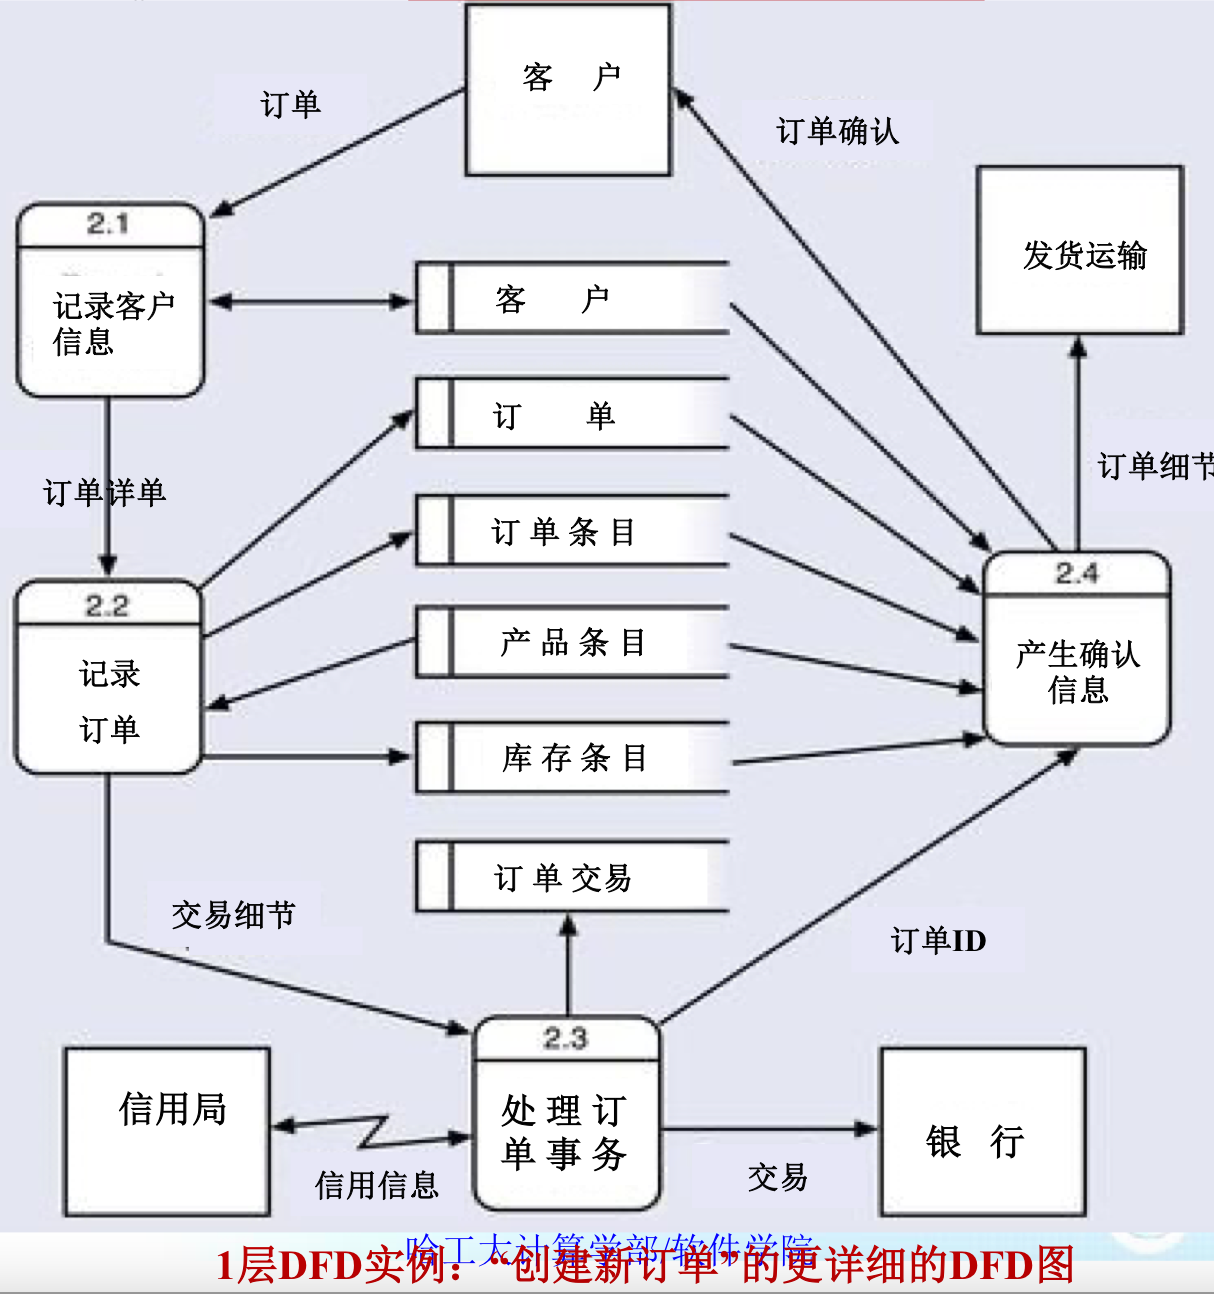 客 户
订单
订单确认
2.1
记录客户
信息
发货运输
客 户
订 单
订单详单
订单细节
订 单 条 目
2.2
记录
订单
产 品 条 目
2.4
产生确认
信息
库 存 条 目
订 单 交 易
交易细节
订单ID
2.3
处 理 订
单 事 务
信用局
信用信息
交易
银 行
哈工大计算学部/软件学院
1层DFD实例：“创建新订单”的更详细的DFD图